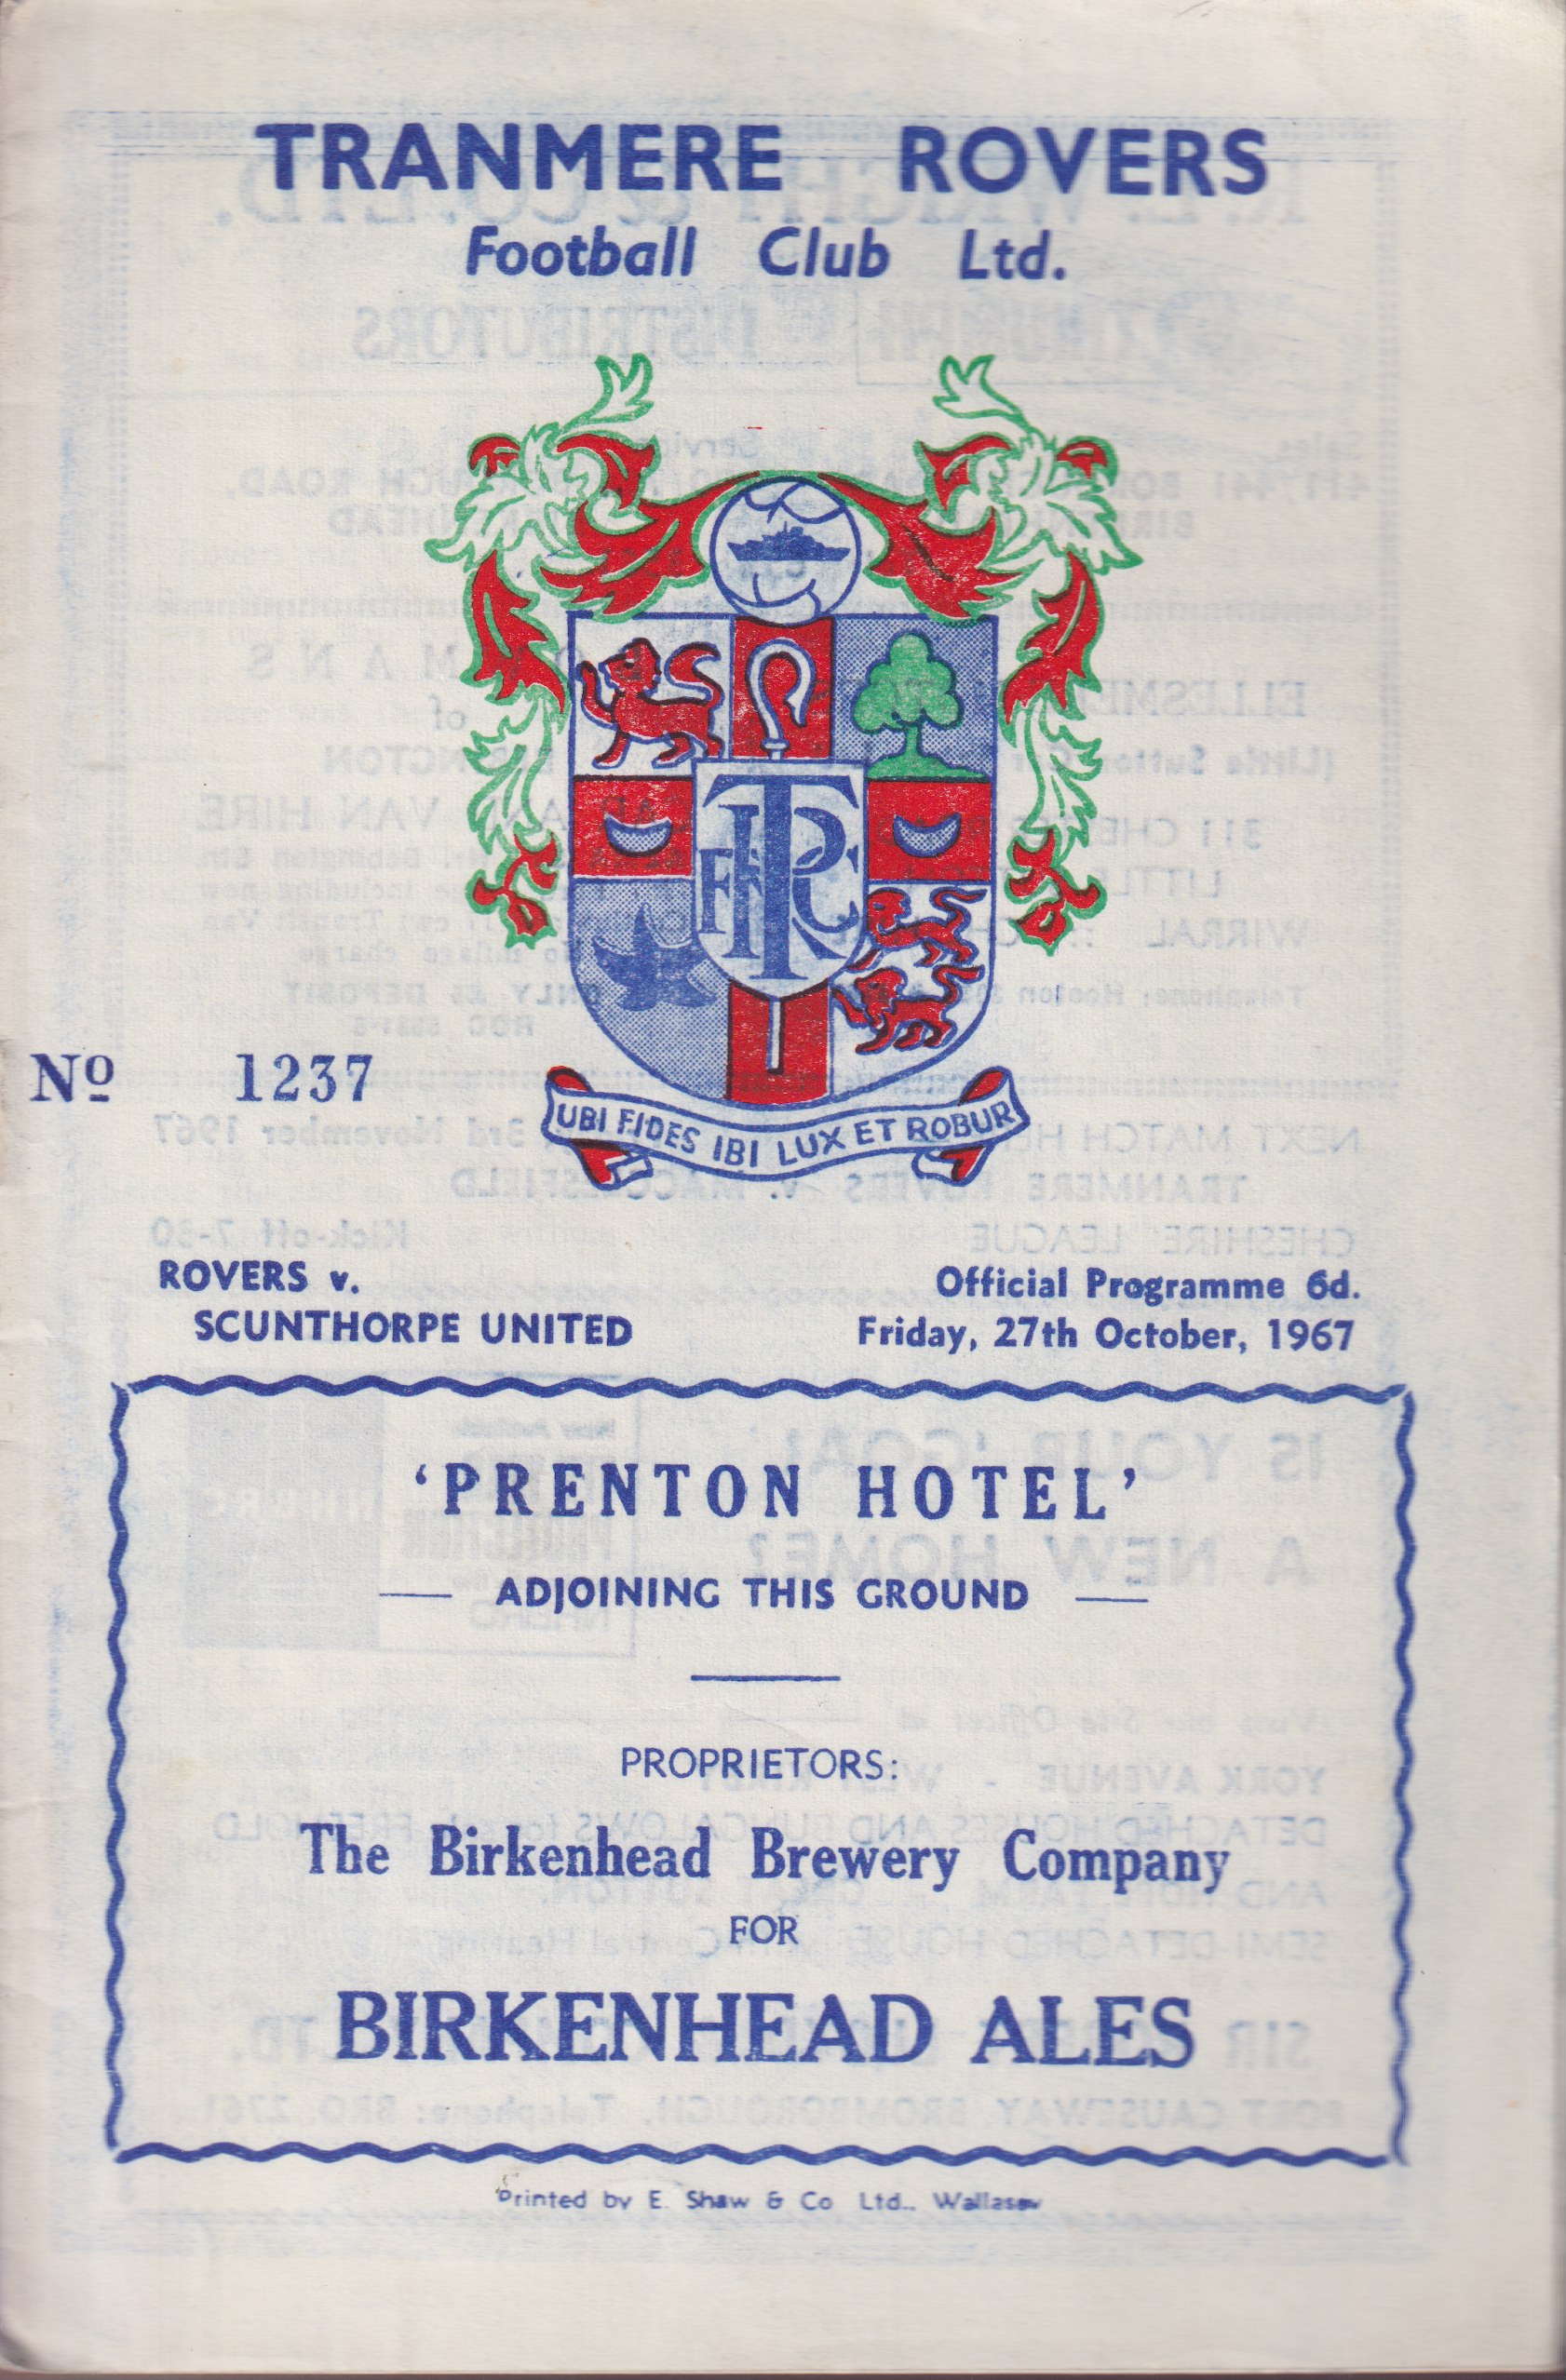 TRANMERE ROVERS
Football Club Ltd.
TRFC
Nº 1237
UBI FIDES IBI LUX ET ROBUR
ROVERS v.
SCUNTHORPE UNITED
Official Programme 6d.
Friday, 27th October, 1967
‘PRENTON HOTEL’
— ADJOINING THIS GROUND —
PROPRIETORS:
The Birkenhead Brewery Company
FOR
BIRKENHEAD ALES
Printed by E. Shaw & Co Ltd., Wallasey